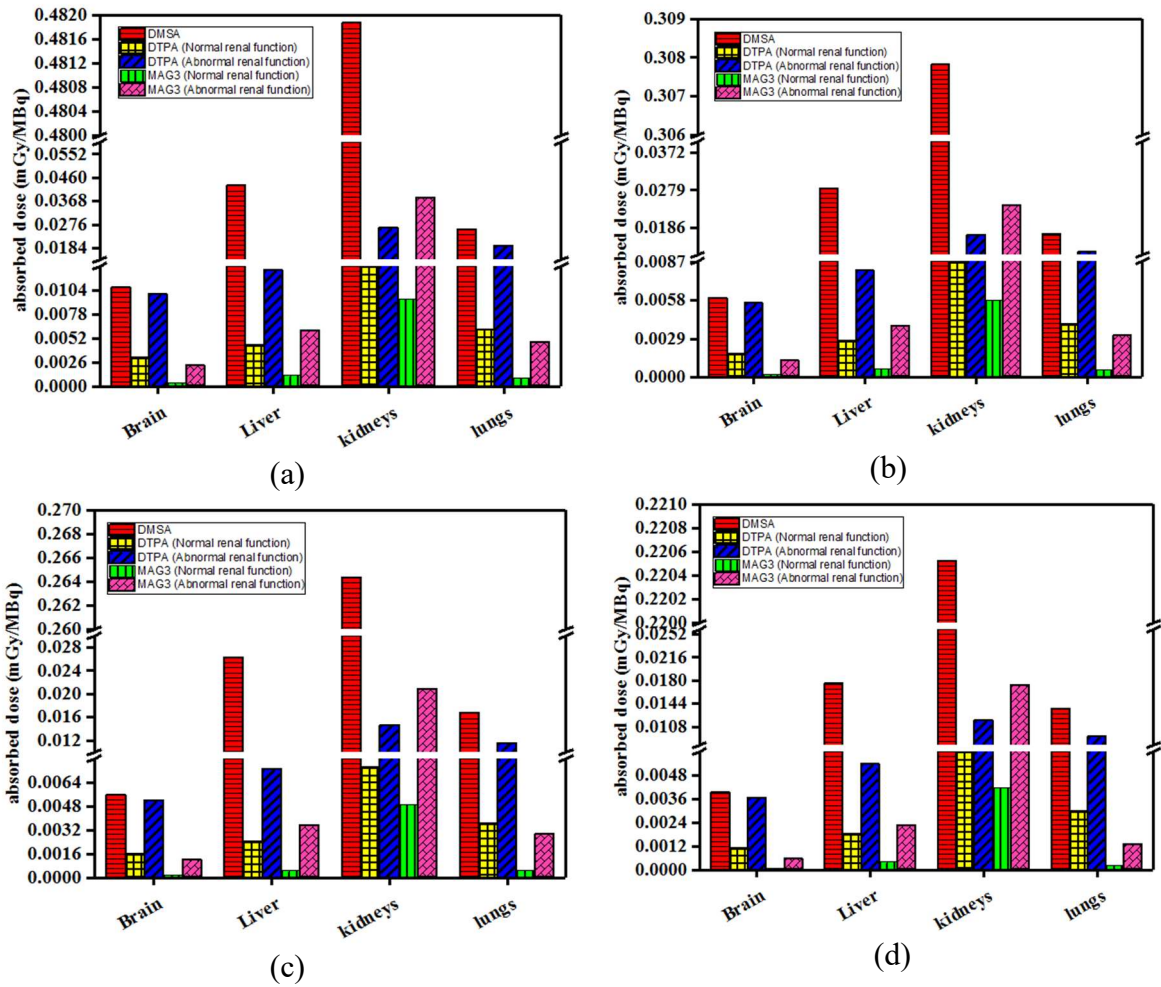 absorbed dose (mGy/MBq)
0.4820
0.4816
0.4812
0.4808
0.4804
0.4800
0.0552
0.0460
0.0368
0.0276
0.0184
0.0104
0.0078
0.0052
0.0026
0.0000
DMSA
DTPA (Normal renal function)
DTPA (Abnormal renal function)
MAG3 (Normal renal function)
MAG3 (Abnormal renal function)
Brain
Liver
kidneys
lungs
(a)
absorbed dose (mGy/MBq)
0.309
0.308
0.307
0.306
0.0372
0.0279
0.0186
0.0087
0.0058
0.0029
0.0000
DMSA
DTPA (Normal renal function)
DTPA (Abnormal renal function)
MAG3 (Normal renal function)
MAG3 (Abnormal renal function)
Brain
Liver
kidneys
lungs
(b)
absorbed dose (mGy/MBq)
0.270
0.268
0.266
0.264
0.262
0.260
0.028
0.024
0.020
0.016
0.012
0.0064
0.0048
0.0032
0.0016
0.0000
DMSA
DTPA (Normal renal function)
DTPA (Abnormal renal function)
MAG3 (Normal renal function)
MAG3 (Abnormal renal function)
Brain
Liver
kidneys
lungs
(c)
absorbed dose (mGy/MBq)
0.2210
0.2208
0.2206
0.2204
0.2202
0.2200
0.0252
0.0216
0.0180
0.0144
0.0108
0.0048
0.0036
0.0024
0.0012
0.0000
DMSA
DTPA (Normal renal function)
DTPA (Abnormal renal function)
MAG3 (Normal renal function)
MAG3 (Abnormal renal function)
Brain
Liver
kidneys
lungs
(d)